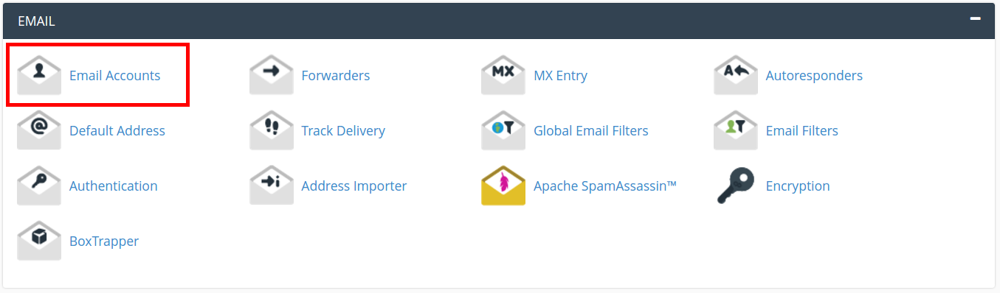 EMAIL
Email Accounts
Forwarders
MX
MX Entry
A
Autoresponders
@
Default Address
Track Delivery
Global Email Filters
Email Filters
Authentication
i
Address Importer
Apache SpamAssassin™
Encryption
BoxTrapper